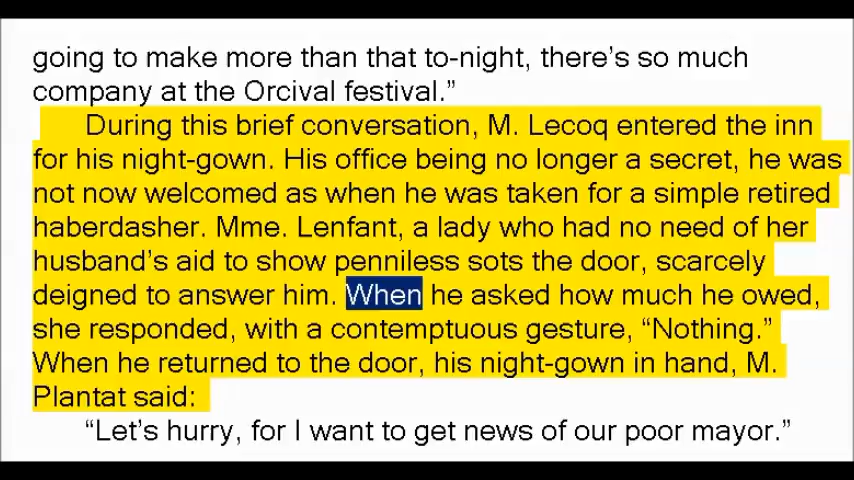 going to make more than that to-night, there’s so much
company at the Orcival festival.”
During this brief conversation, M. Lecoq entered the inn
for his night-gown. His office being no longer a secret, he was
not now welcomed as when he was taken for a simple retired
haberdasher. Mme. Lenfant, a lady who had no need of her
husband’s aid to show penniless sots the door, scarcely
deigned to answer him. When he asked how much he owed,
she responded, with a contemptuous gesture, “Nothing.”
When he returned to the door, his night-gown in hand, M.
Plantat said:
“Let’s hurry, for I want to get news of our poor mayor.”